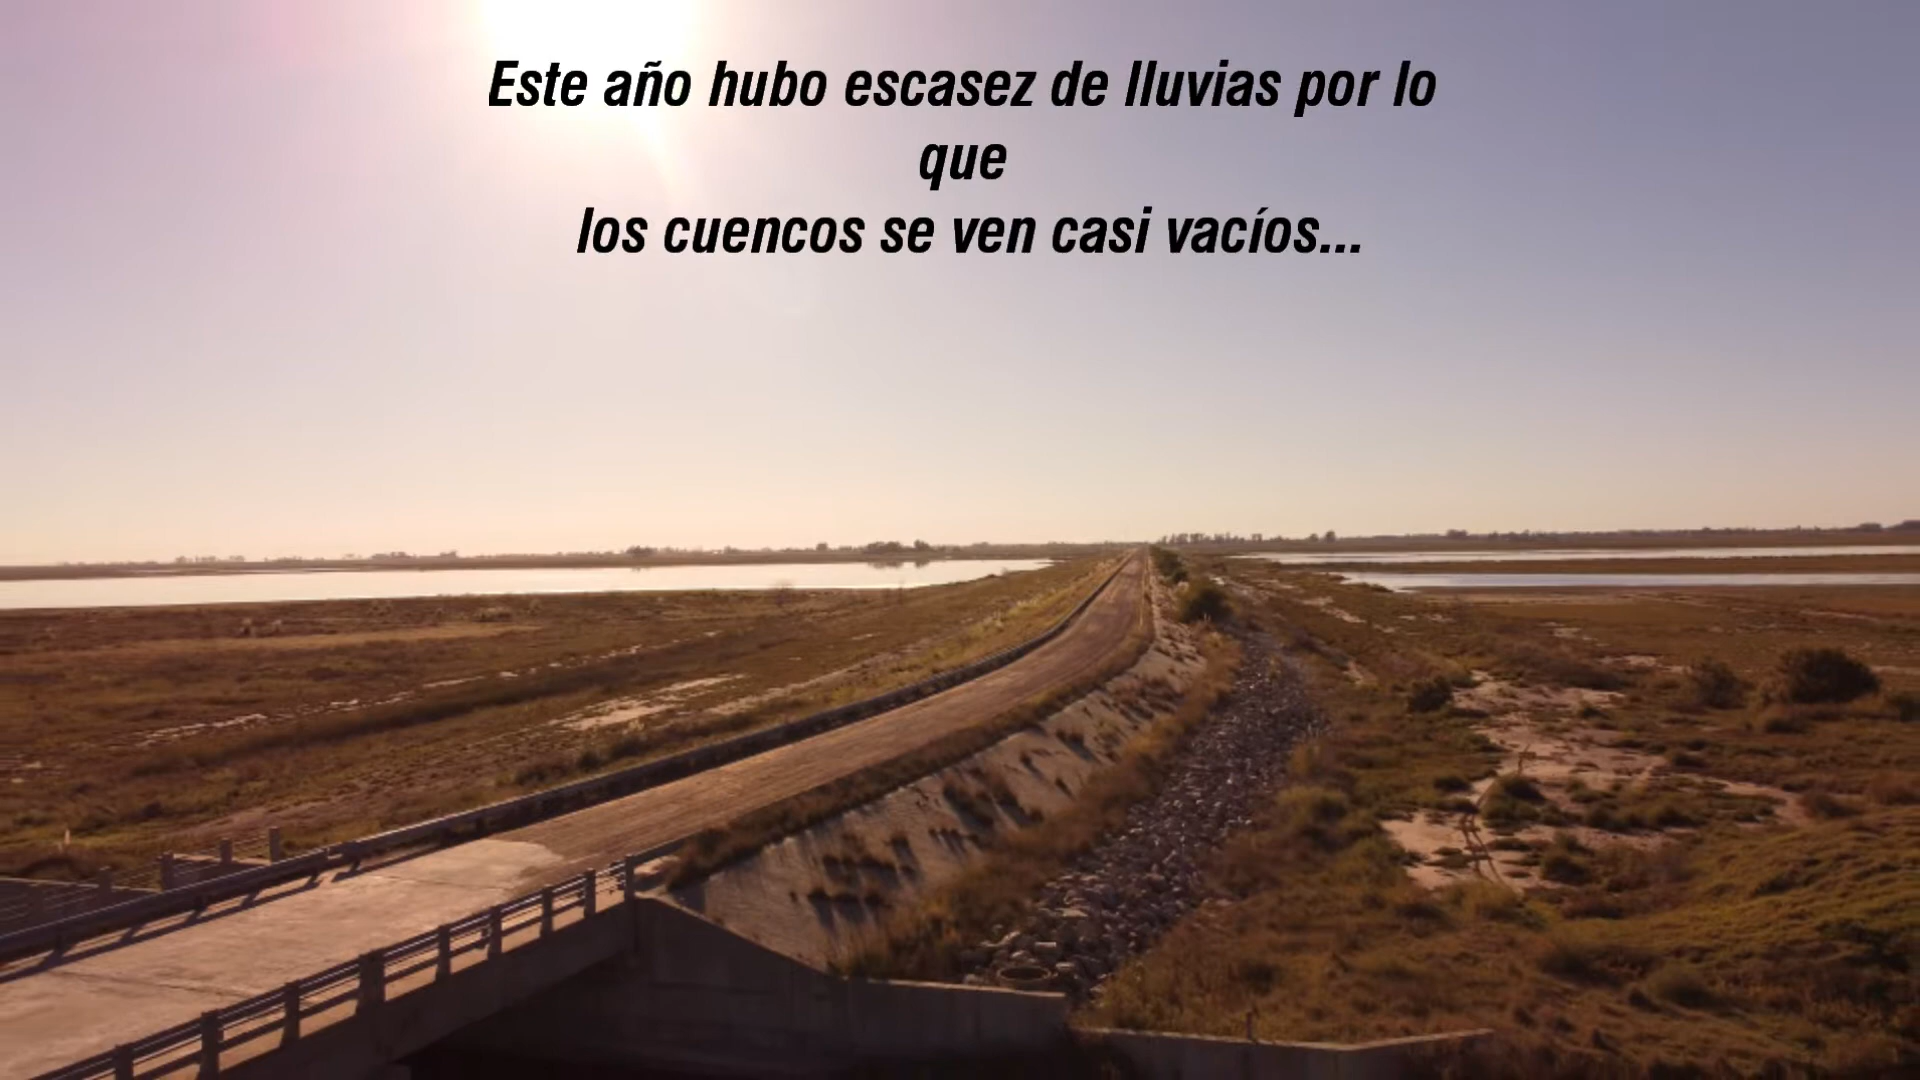 Este año hubo escasez de lluvias por lo
que
los cuencos se ven casi vacíos...